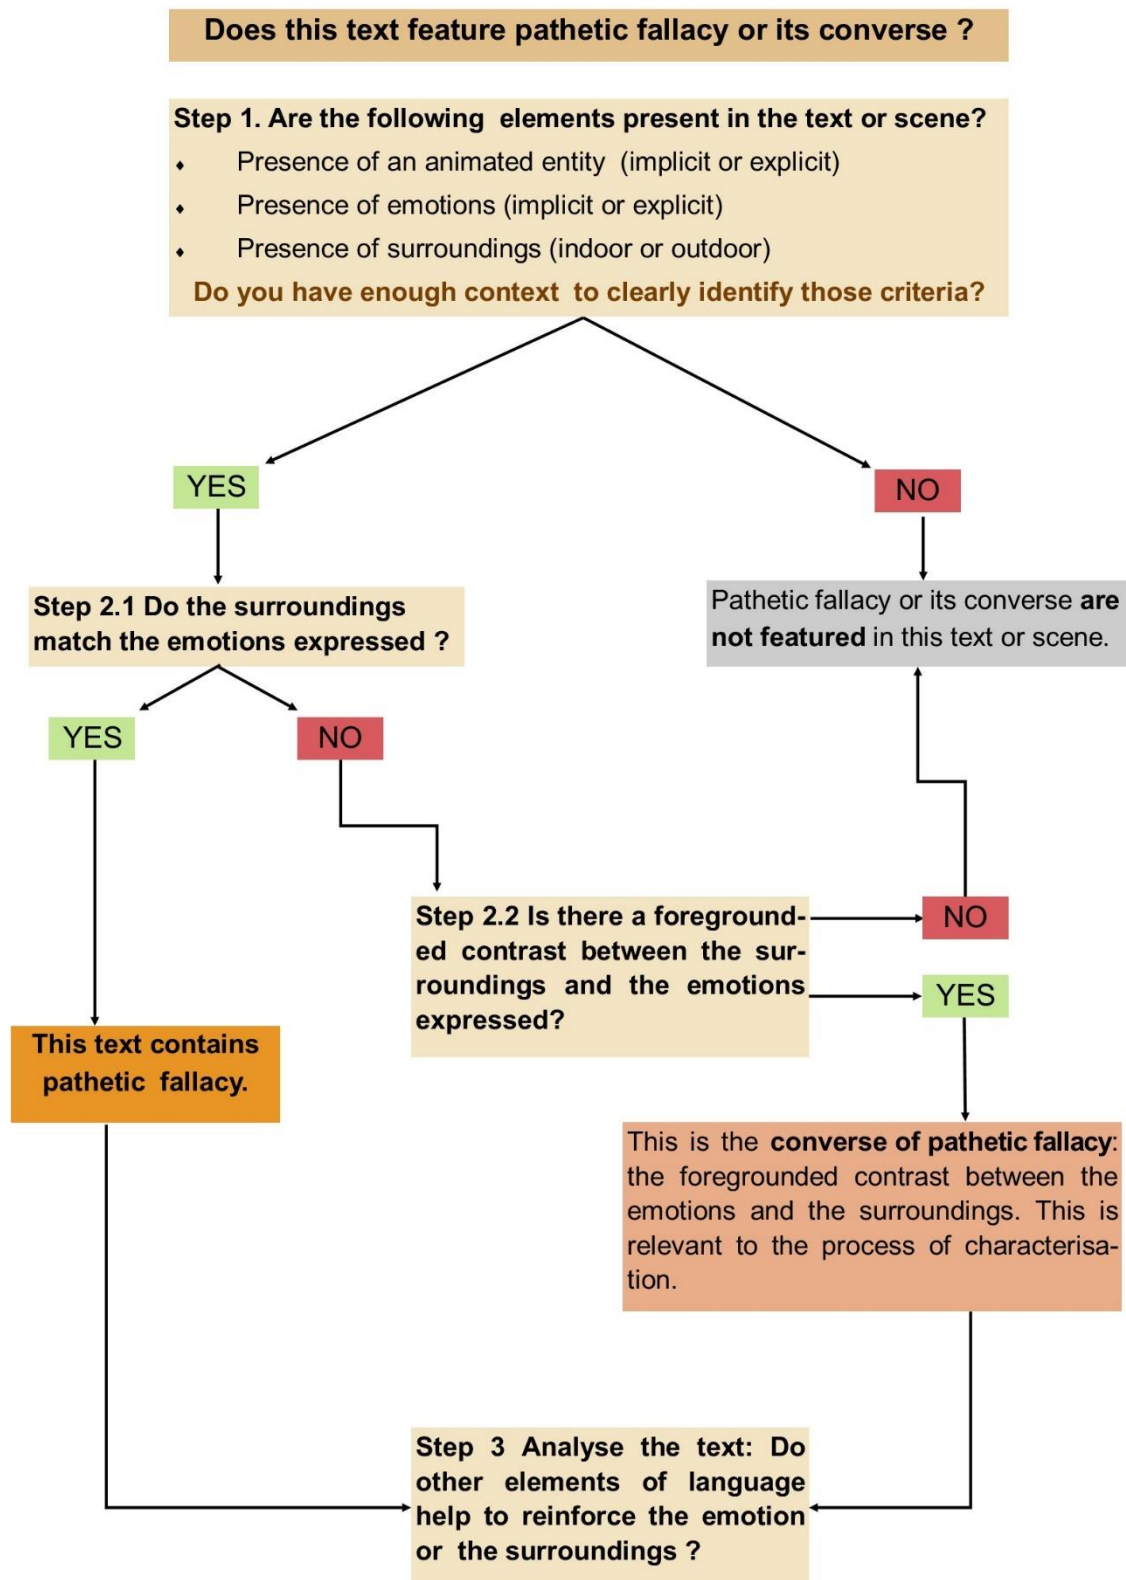 Does this text feature pathetic fallacy or its converse ?
Step 1. Are the following elements present in the text or scene?
♦ Presence of an animated entity (implicit or explicit)
♦ Presence of emotions (implicit or explicit)
♦ Presence of surroundings (indoor or outdoor)
Do you have enough context to clearly identify those criteria?
YES
NO
Step 2.1 Do the surroundings
match the emotions expressed ?
Pathetic fallacy or its converse are
not featured in this text or scene.
YES
NO
Step 2.2 Is there a foreground-
ed contrast between the sur-
roundings and the emotions
expressed?
NO
YES
This text contains
pathetic fallacy.
This is the converse of pathetic fallacy:
the foregrounded contrast between the
emotions and the surroundings. This is
relevant to the process of characterisa-
tion.
Step 3 Analyse the text: Do
other elements of language
help to reinforce the emotion
or the surroundings ?